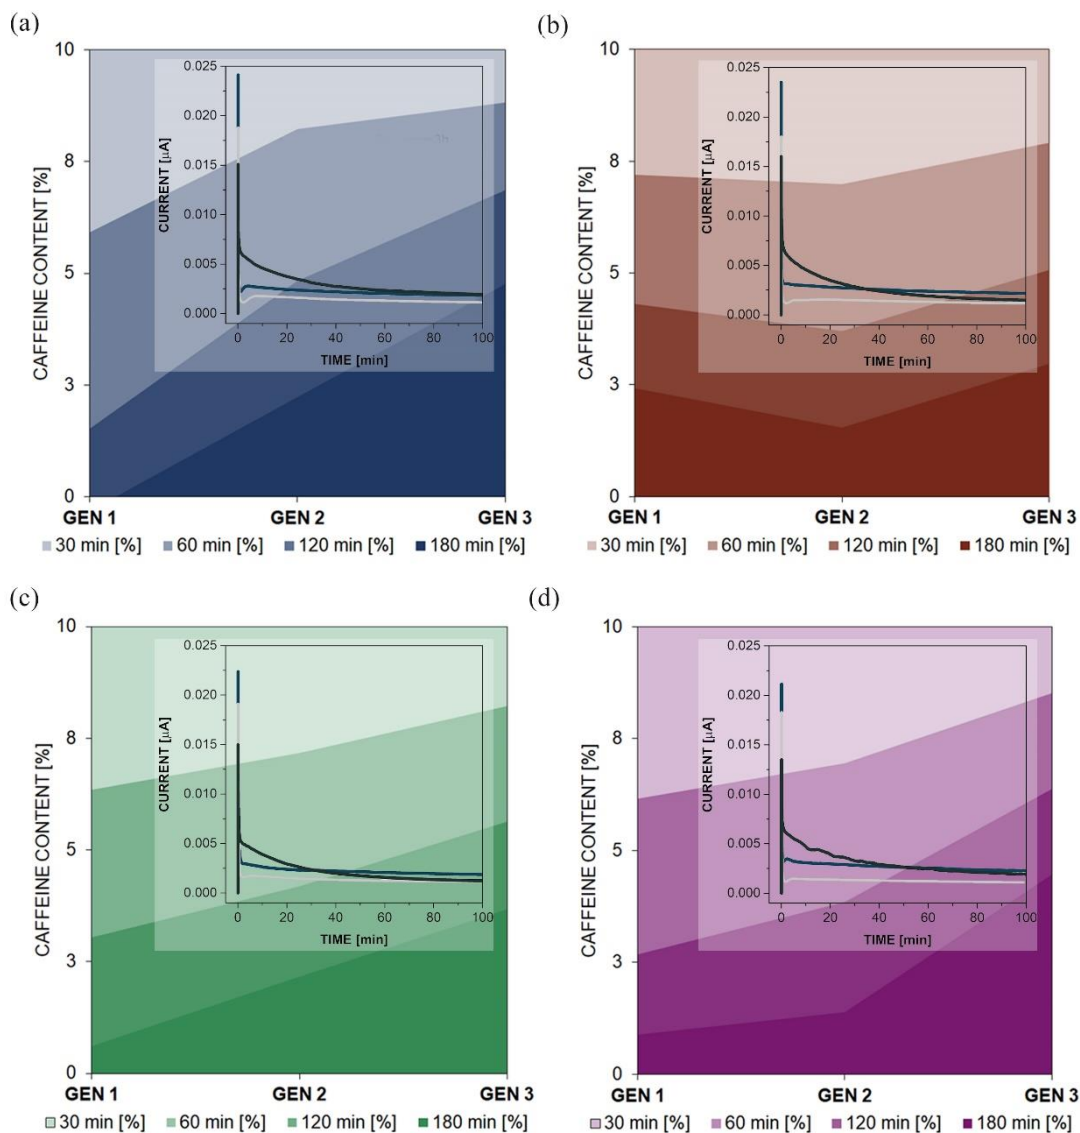 (a)
CAFFEINE CONTENT [%]
10
8
5
3
0
CURRENT [µA]
0.025
0.020
0.015
0.010
0.005
0.000
0 20 40 60 80 100
TIME [min]
GEN 1 GEN 2 GEN 3
30 min [%] 60 min [%] 120 min [%] 180 min [%]
(b)
CAFFEINE CONTENT [%]
10
8
5
3
0
CURRENT [µA]
0.025
0.020
0.015
0.010
0.005
0.000
0 20 40 60 80 100
TIME [min]
GEN 1 GEN 2 GEN 3
30 min [%] 60 min [%] 120 min [%] 180 min [%]
(c)
CAFFEINE CONTENT [%]
10
8
5
3
0
CURRENT [µA]
0.025
0.020
0.015
0.010
0.005
0.000
0 20 40 60 80 100
TIME [min]
GEN 1 GEN 2 GEN 3
30 min [%] 60 min [%] 120 min [%] 180 min [%]
(d)
CAFFEINE CONTENT [%]
10
8
5
3
0
CURRENT [µA]
0.025
0.020
0.015
0.010
0.005
0.000
0 20 40 60 80 100
TIME [min]
GEN 1 GEN 2 GEN 3
30 min [%] 60 min [%] 120 min [%] 180 min [%]